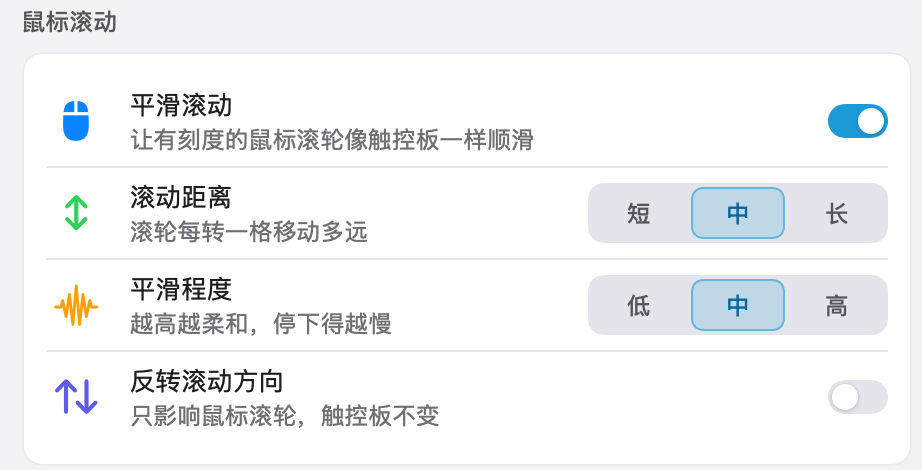 鼠标滚动
平滑滚动
让有刻度的鼠标滚轮像触控板一样顺滑
滚动距离
滚轮每转一格移动多远
短 中 长
平滑程度
越高越柔和，停下得越慢
低 中 高
反转滚动方向
只影响鼠标滚轮，触控板不变